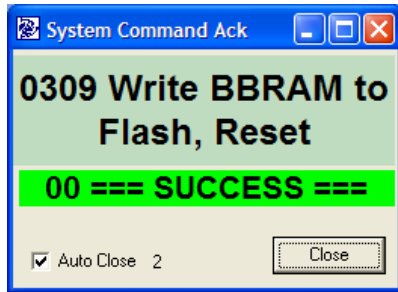 System Command Ack
0309 Write BBRAM to
Flash, Reset
00 === SUCCESS ===
Auto Close 2
Close